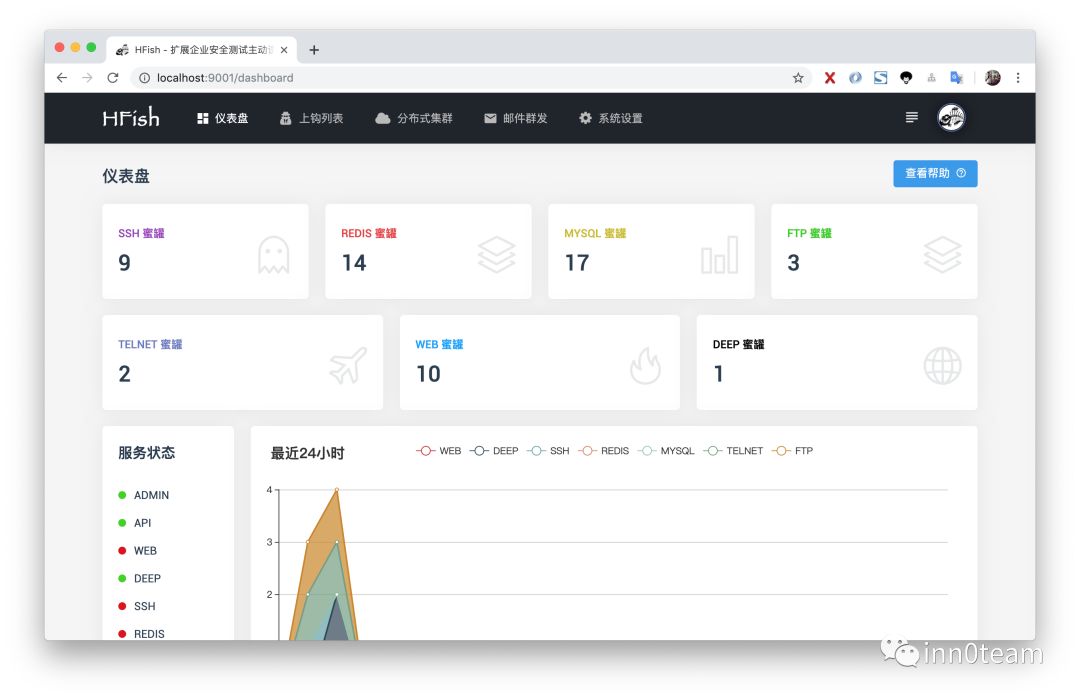 HFish - 扩展企业安全测试主动
localhost:9001/dashboard
HFish
仪表盘
上钩列表
分布式集群
邮件群发
系统设置
仪表盘
查看帮助
SSH 蜜罐
9
REDIS 蜜罐
14
MYSQL 蜜罐
17
FTP 蜜罐
3
TELNET 蜜罐
2
WEB 蜜罐
10
DEEP 蜜罐
1
服务状态
ADMIN
API
WEB
DEEP
SSH
REDIS
最近24小时
WEB DEEP SSH REDIS MYSQL TELNET FTP
4
3
2
inn0team